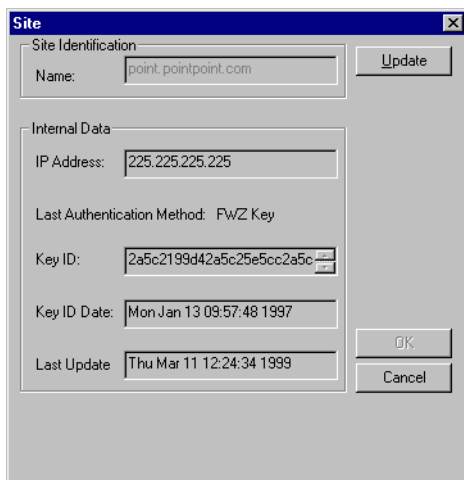 Site
Site Identification
Name: point.pointpoint.com
Update
Internal Data
IP Address: 225.225.225.225
Last Authentication Method: FWZ Key
Key ID: 2a5c2199d42a5c25e5cc2a5c
Key ID Date: Mon Jan 13 09:57:48 1997
OK
Last Update Thu Mar 11 12:24:34 1999
Cancel